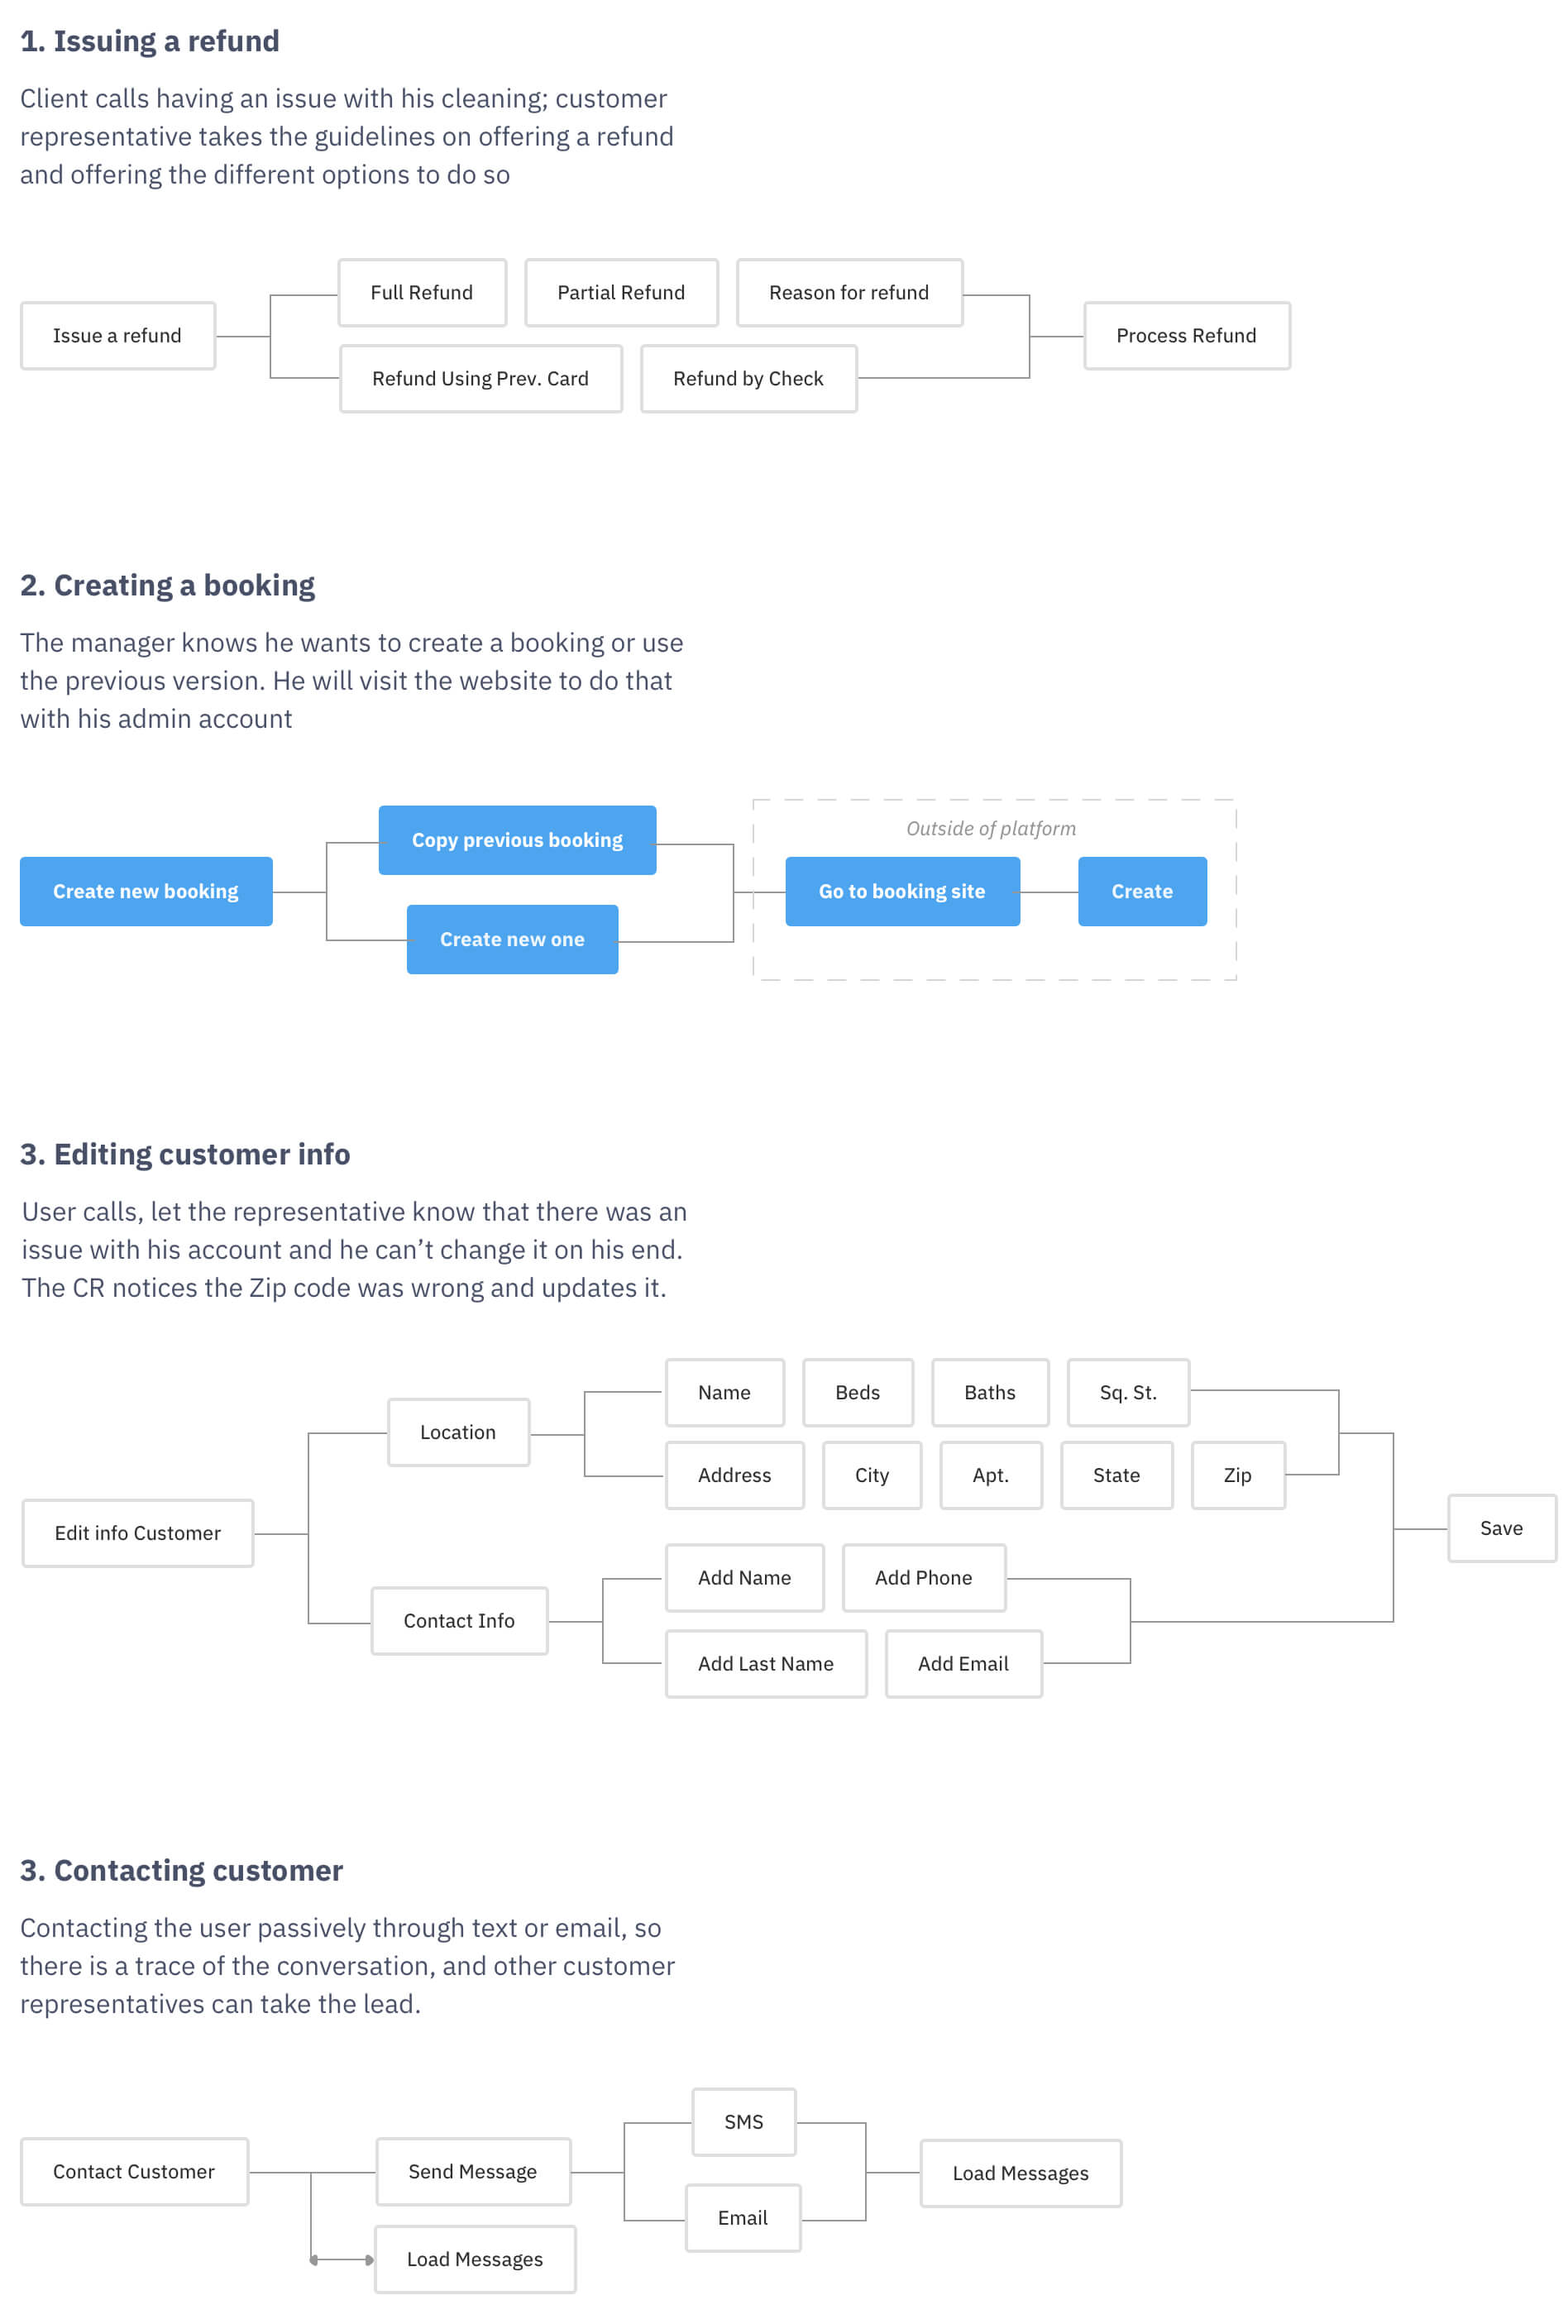 1. Issuing a refund
Client calls having an issue with his cleaning; customer
representative takes the guidelines on offering a refund
and offering the different options to do so
Full Refund
Partial Refund
Reason for refund
Issue a refund
Process Refund
Refund Using Prev. Card
Refund by Check
2. Creating a booking
The manager knows he wants to create a booking or use
the previous version. He will visit the website to do that
with his admin account
Outside of platform
Copy previous booking
Create new booking
Go to booking site
Create
Create new one
3. Editing customer info
User calls, let the representative know that there was an
issue with his account and he can’t change it on his end.
The CR notices the Zip code was wrong and updates it.
Name
Beds
Baths
Sq. St.
Location
Address
City
Apt.
State
Zip
Edit info Customer
Save
Add Name
Add Phone
Contact Info
Add Last Name
Add Email
3. Contacting customer
Contacting the user passively through text or email, so
there is a trace of the conversation, and other customer
representatives can take the lead.
SMS
Contact Customer
Send Message
Load Messages
Email
Load Messages